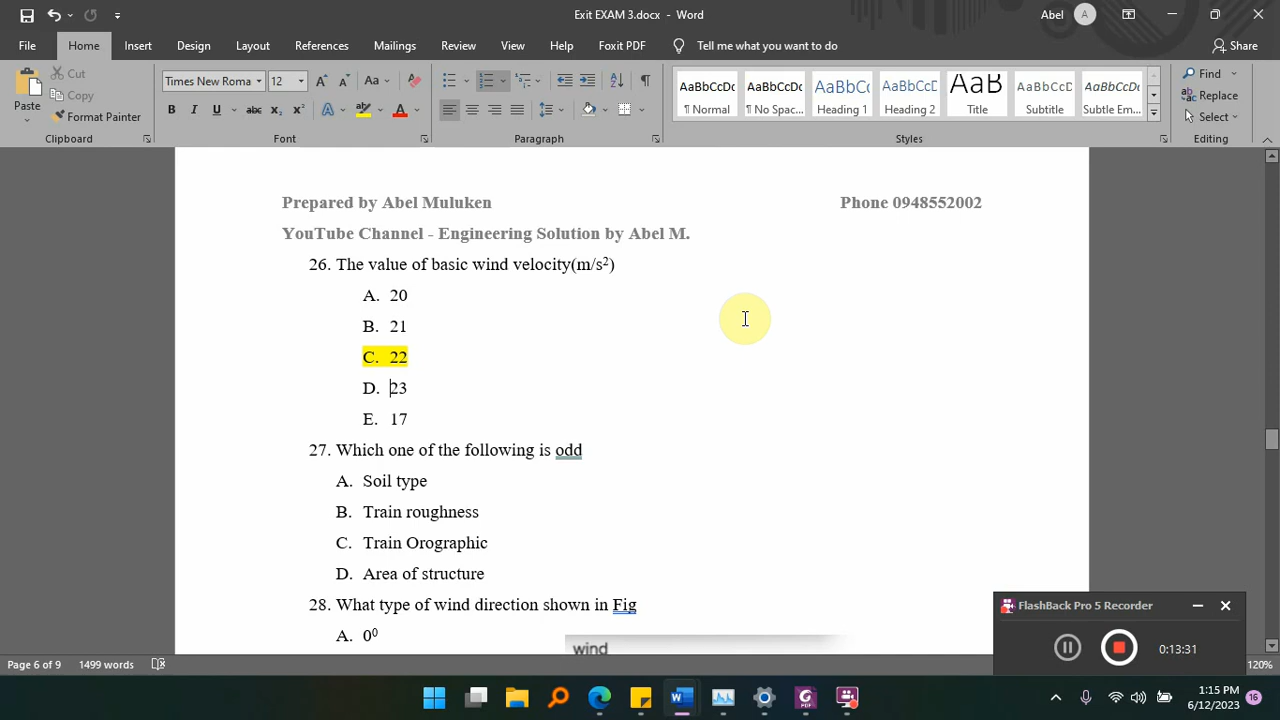 Exit EXAM 3.docx - Word
Abel
A
File
Home
Insert
Design
Layout
References
Mailings
Review
View
Help
Foxit PDF
Tell me what you want to do
Share
Paste
Cut
Copy
Format Painter
Clipboard
Times New Roma
12
Font
Paragraph
AaBbCcDc
¶ Normal
AaBbCcDc
¶ No Spac...
AaBbCc
Heading 1
AaBbCcD
Heading 2
AaB
Title
AaBbCcD
Subtitle
AaBbCcDt
Subtle Em...
Styles
Find
Replace
Select
Editing
Prepared by Abel Muluken Phone 0948552002
YouTube Channel - Engineering Solution by Abel M.
26. The value of basic wind velocity(m/s²)
A. 20
B. 21
C. 22
D. 23
E. 17
27. Which one of the following is odd
A. Soil type
B. Train roughness
C. Train Orographic
D. Area of structure
28. What type of wind direction shown in Fig
A. 0⁰
wind
FlashBack Pro 5 Recorder
0:13:31
Page 6 of 9
1499 words
120%
1:15 PM
6/12/2023
16